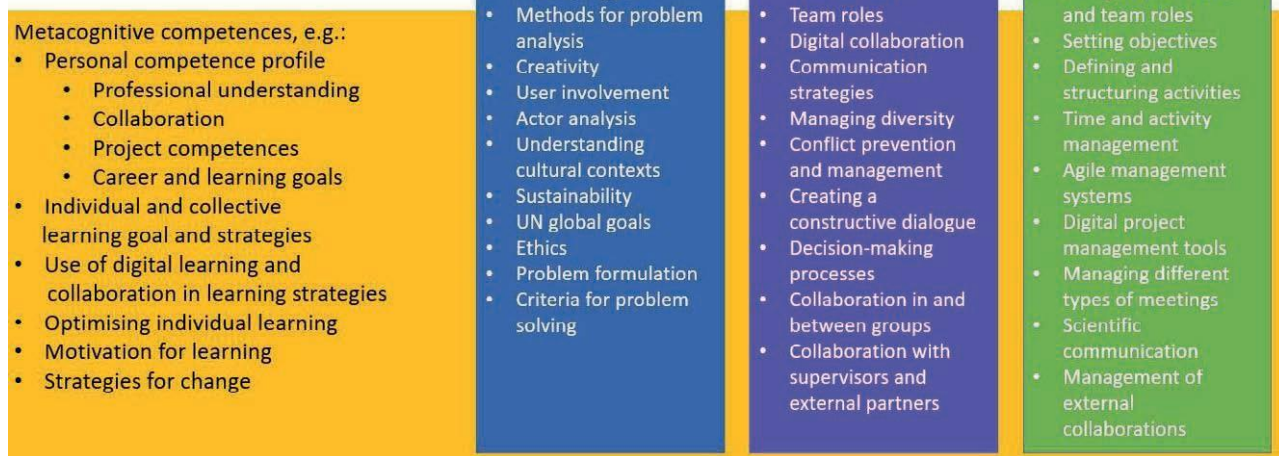 Metacognitive competences, e.g.:
• Personal competence profile
• Professional understanding
• Collaboration
• Project competences
• Career and learning goals
• Individual and collective
learning goal and strategies
• Use of digital learning and
collaboration in learning strategies
• Optimising individual learning
• Motivation for learning
• Strategies for change
• Methods for problem
analysis
• Creativity
• User involvement
• Actor analysis
• Understanding
cultural contexts
• Sustainability
• UN global goals
• Ethics
• Problem formulation
• Criteria for problem
solving
• Team roles
• Digital collaboration
• Communication
strategies
• Managing diversity
• Conflict prevention
and management
• Creating a
constructive dialogue
• Decision-making
processes
• Collaboration in and
between groups
• Collaboration with
supervisors and
external partners
and team roles
• Setting objectives
• Defining and
structuring activities
• Time and activity
management
• Agile management
systems
• Digital project
management tools
• Managing different
types of meetings
• Scientific
communication
• Management of
external
collaborations